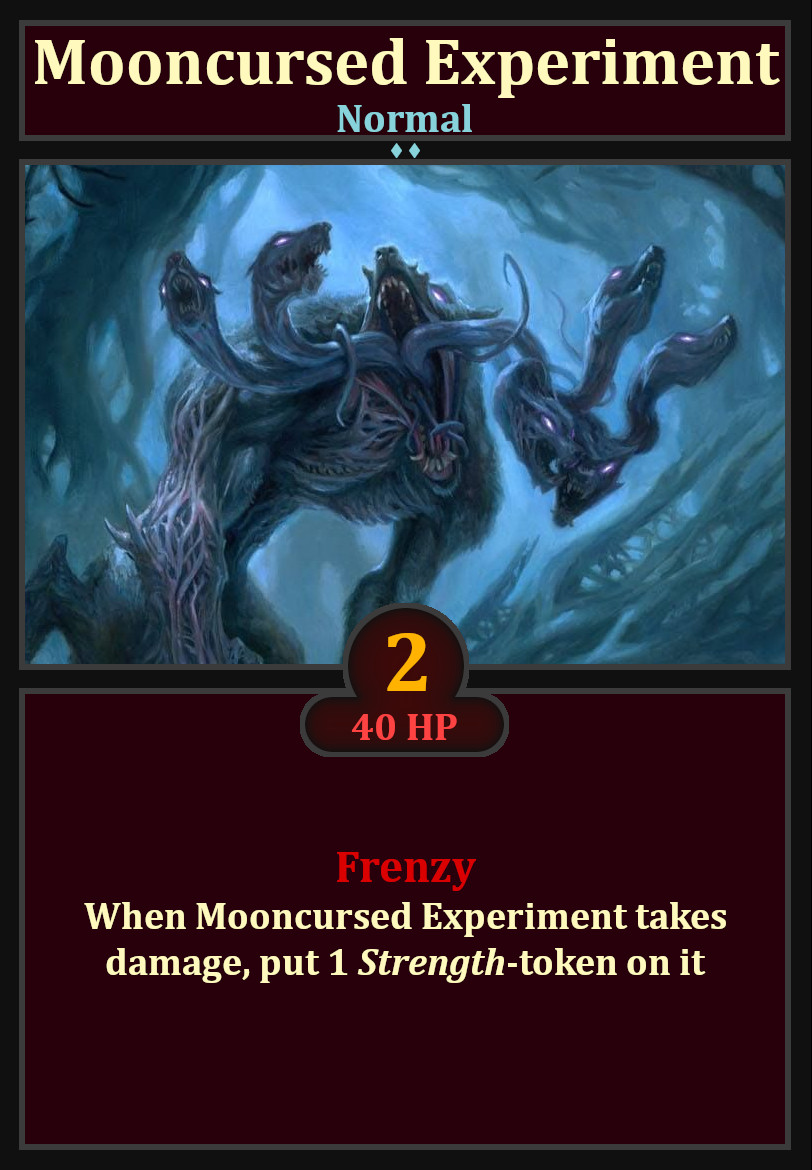 Mooncursed Experiment
Normal
♦♦
2
40 HP
Frenzy
When Mooncursed Experiment takes
damage, put 1 Strength-token on it